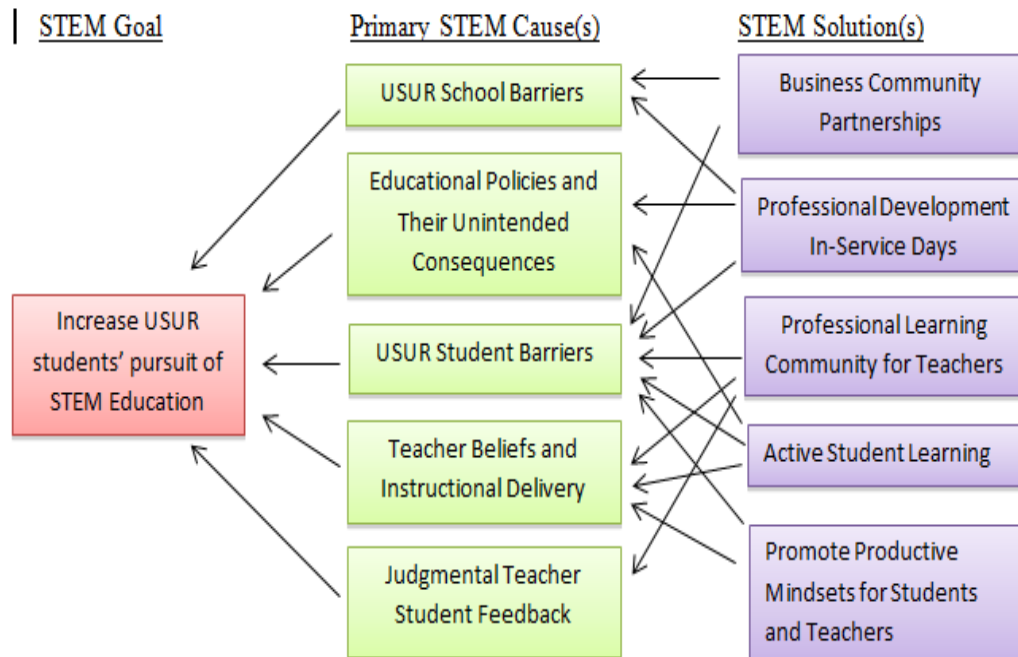 STEM Goal
Primary STEM Cause(s)
STEM Solution(s)
Increase USUR
students’ pursuit of
STEM Education
USUR School Barriers
Educational Policies and
Their Unintended
Consequences
USUR Student Barriers
Teacher Beliefs and
Instructional Delivery
Judgmental Teacher
Student Feedback
Business Community
Partnerships
Professional Development
In-Service Days
Professional Learning
Community for Teachers
Active Student Learning
Promote Productive
Mindsets for Students
and Teachers